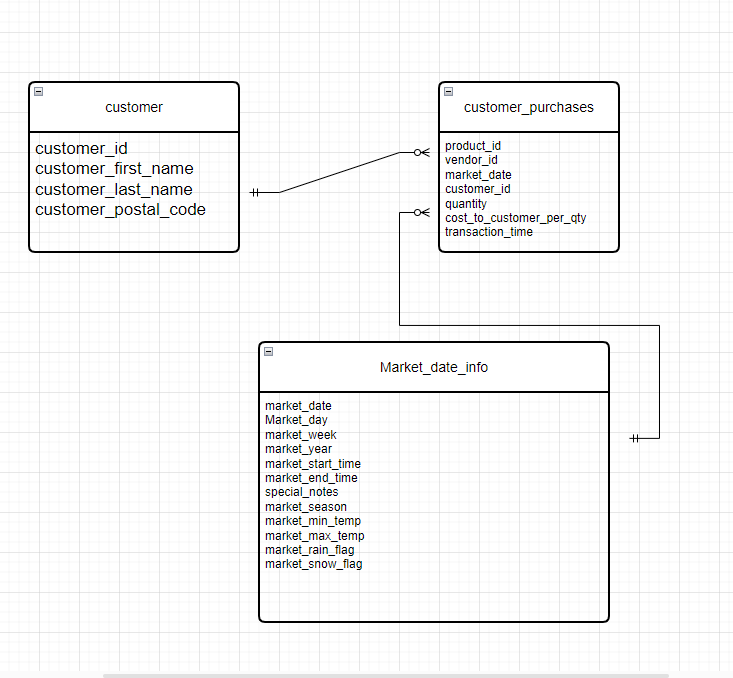 customer
customer_id
customer_first_name
customer_last_name
customer_postal_code
customer_purchases
product_id
vendor_id
market_date
customer_id
quantity
cost_to_customer_per_qty
transaction_time
Market_date_info
market_date
Market_day
market_week
market_year
market_start_time
market_end_time
special_notes
market_season
market_min_temp
market_max_temp
market_rain_flag
market_snow_flag